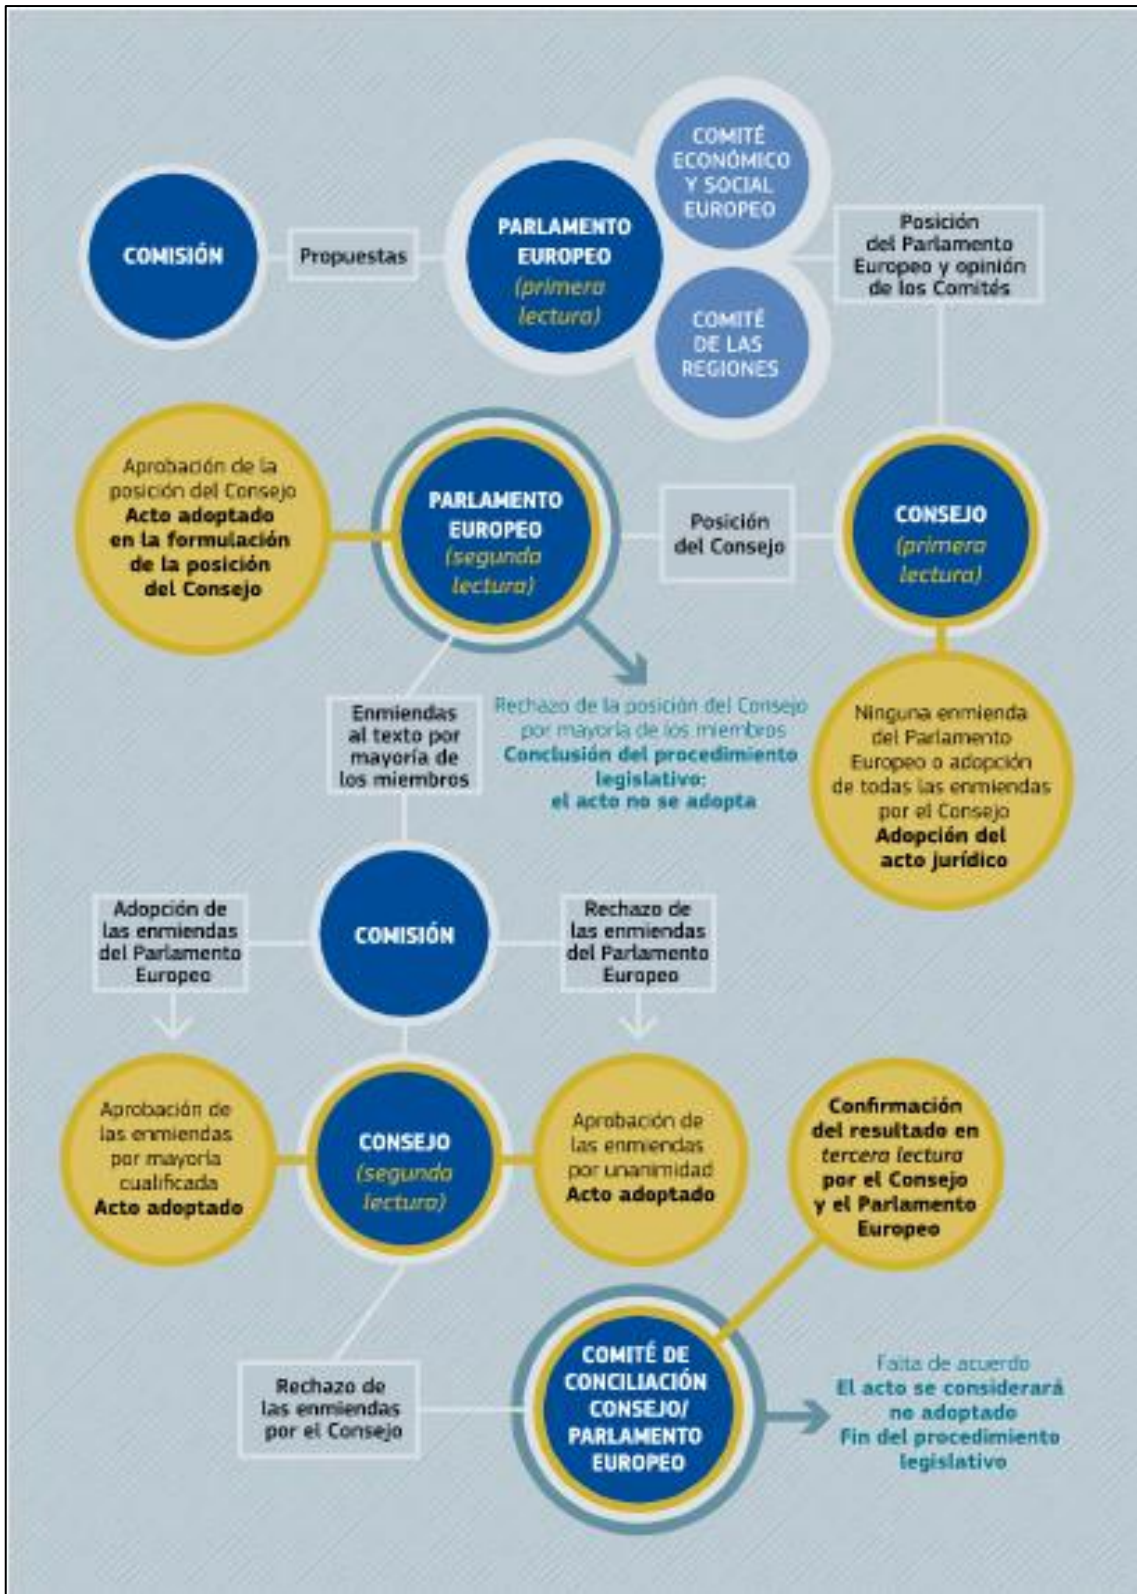 COMISIÓN
Propuestas
PARLAMENTO
EUROPEO
(primera
lectura)
COMITÉ
ECONÓMICO
Y SOCIAL
EUROPEO
COMITÉ
DE LAS
REGIONES
Posición
del Parlamento
Europeo y opinión
de los Comités
Aprobación de la
posición del Consejo
Acto adoptado
en la formulación
de la posición
del Consejo
PARLAMENTO
EUROPEO
(segunda
lectura)
Posición
del Consejo
CONSEJO
(primera
lectura)
Enmiendas
al texto por
mayoría de
los miembros
Rechazo de la posición del Consejo
por mayoría de los miembros
Conclusión del procedimiento
legislativo:
el acto no se adopta
Ninguna enmienda
del Parlamento
Europeo o adopción
de todas las enmiendas
por el Consejo
Adopción del
acto jurídico
Adopción de
las enmiendas
del Parlamento
Europeo
COMISIÓN
Rechazo de
las enmiendas
del Parlamento
Europeo
Aprobación de
las enmiendas
por mayoría
cualificada
Acto adoptado
CONSEJO
(segunda
lectura)
Aprobación de
las enmiendas
por unanimidad
Acto adoptado
Confirmación
del resultado en
tercera lectura
por el Consejo
y el Parlamento
Europeo
Rechazo de
las enmiendas
por el Consejo
COMITÉ DE
CONCILIACIÓN
CONSEJO/
PARLAMENTO
EUROPEO
Falta de acuerdo
El acto se considerará
no adoptado
Fin del procedimiento
legislativo